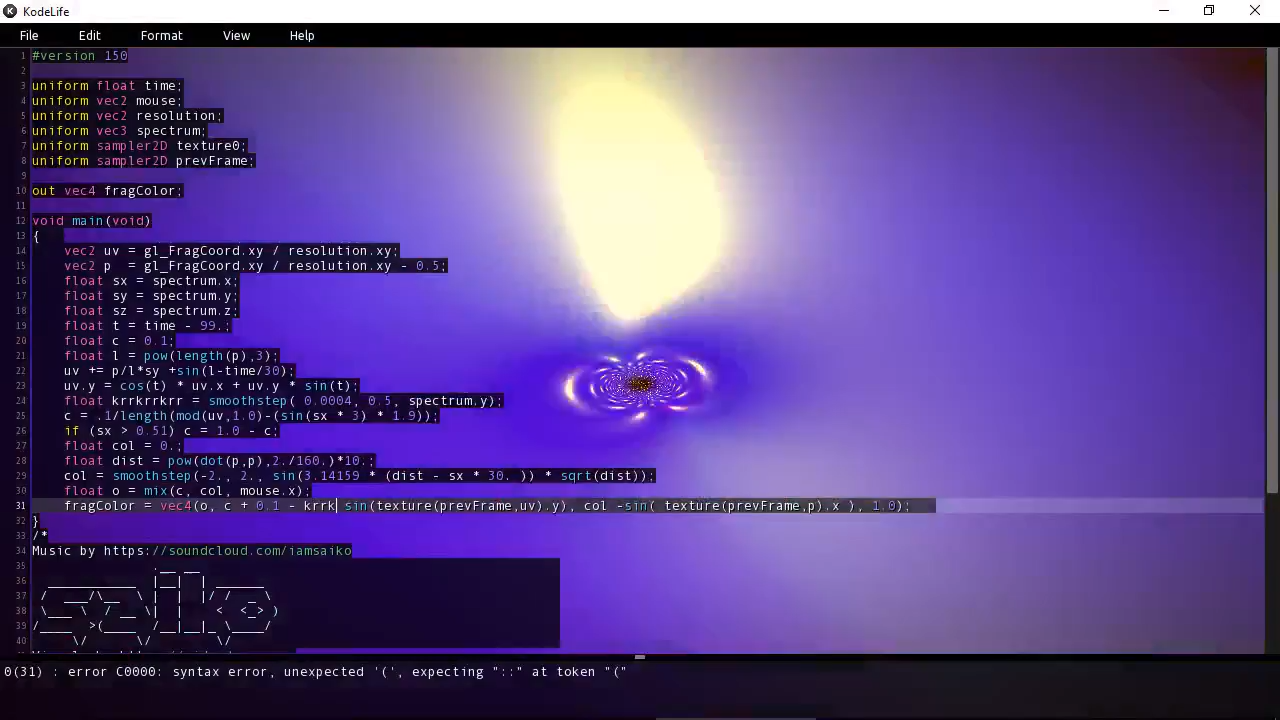 KodeLife
File Edit Format View Help
1 #version 150
2
3 uniform float time;
4 uniform vec2 mouse;
5 uniform vec2 resolution;
6 uniform vec3 spectrum;
7 uniform sampler2D texture0;
8 uniform sampler2D prevFrame;
9
10 out vec4 fragColor;
11
12 void main(void)
13 {
14 vec2 uv = gl_FragCoord.xy / resolution.xy;
15 vec2 p  = gl_FragCoord.xy / resolution.xy - 0.5;
16 float sx = spectrum.x;
17 float sy = spectrum.y;
18 float sz = spectrum.z;
19 float t = time - 99.;
20 float c = 0.1;
21 float l = pow(length(p),3);
22 uv += p/l*sy +sin(l-time/30);
23 uv.y = cos(t) * uv.x + uv.y * sin(t);
24 float krrkrrkrr = smoothstep( 0.0004, 0.5, spectrum.y);
25 c = .1/length(mod(uv,1.0)-(sin(sx * 3) * 1.9));
26 if (sx > 0.51) c = 1.0 - c;
27 float col = 0.;
28 float dist = pow(dot(p,p),2./160.)*10.;
29 col = smoothstep(-2., 2., sin(3.14159 * (dist - sx * 30. )) * sqrt(dist));
30 float o = mix(c, col, mouse.x);
31 fragColor = vec4(o, c + 0.1 - krrk sin(texture(prevFrame,uv).y), col -sin( texture(prevFrame,p).x ), 1.0);
32 }
33 /*
34 Music by https://soundcloud.com/iamsaiko
35
36
37
38
39
40
0(31) : error C0000: syntax error, unexpected '(', expecting "::" at token "("